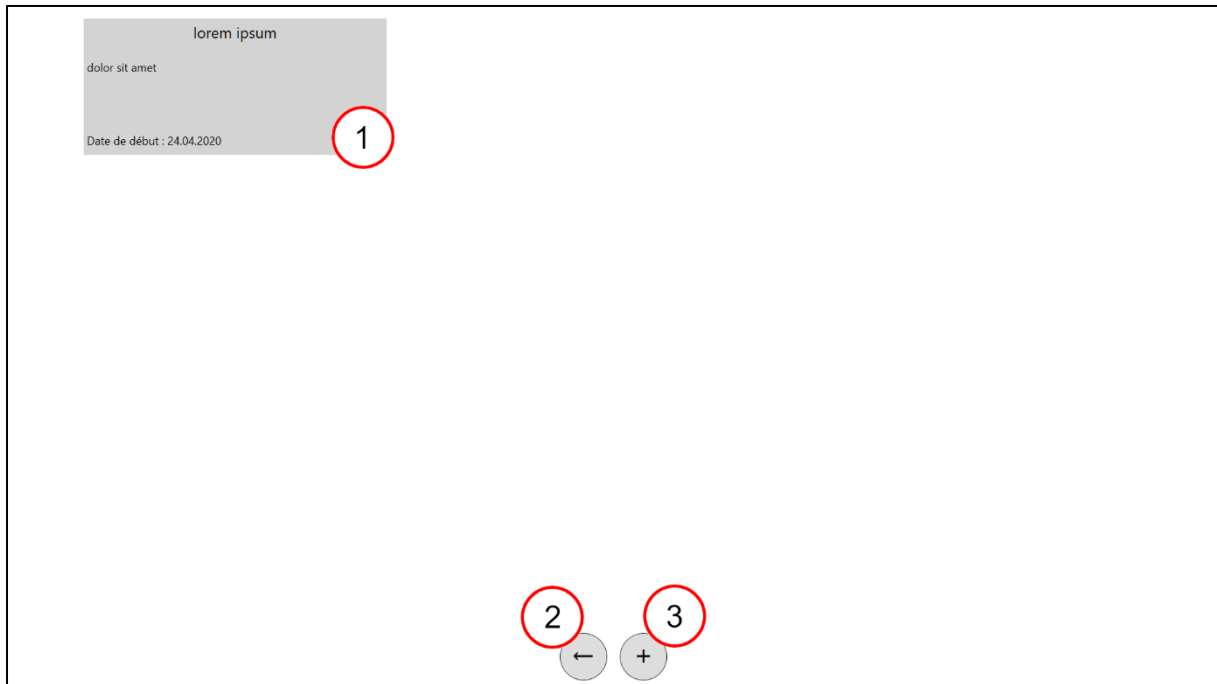 lorem ipsum
dolor sit amet
Date de début : 24.04.2020
1
2
3
← +